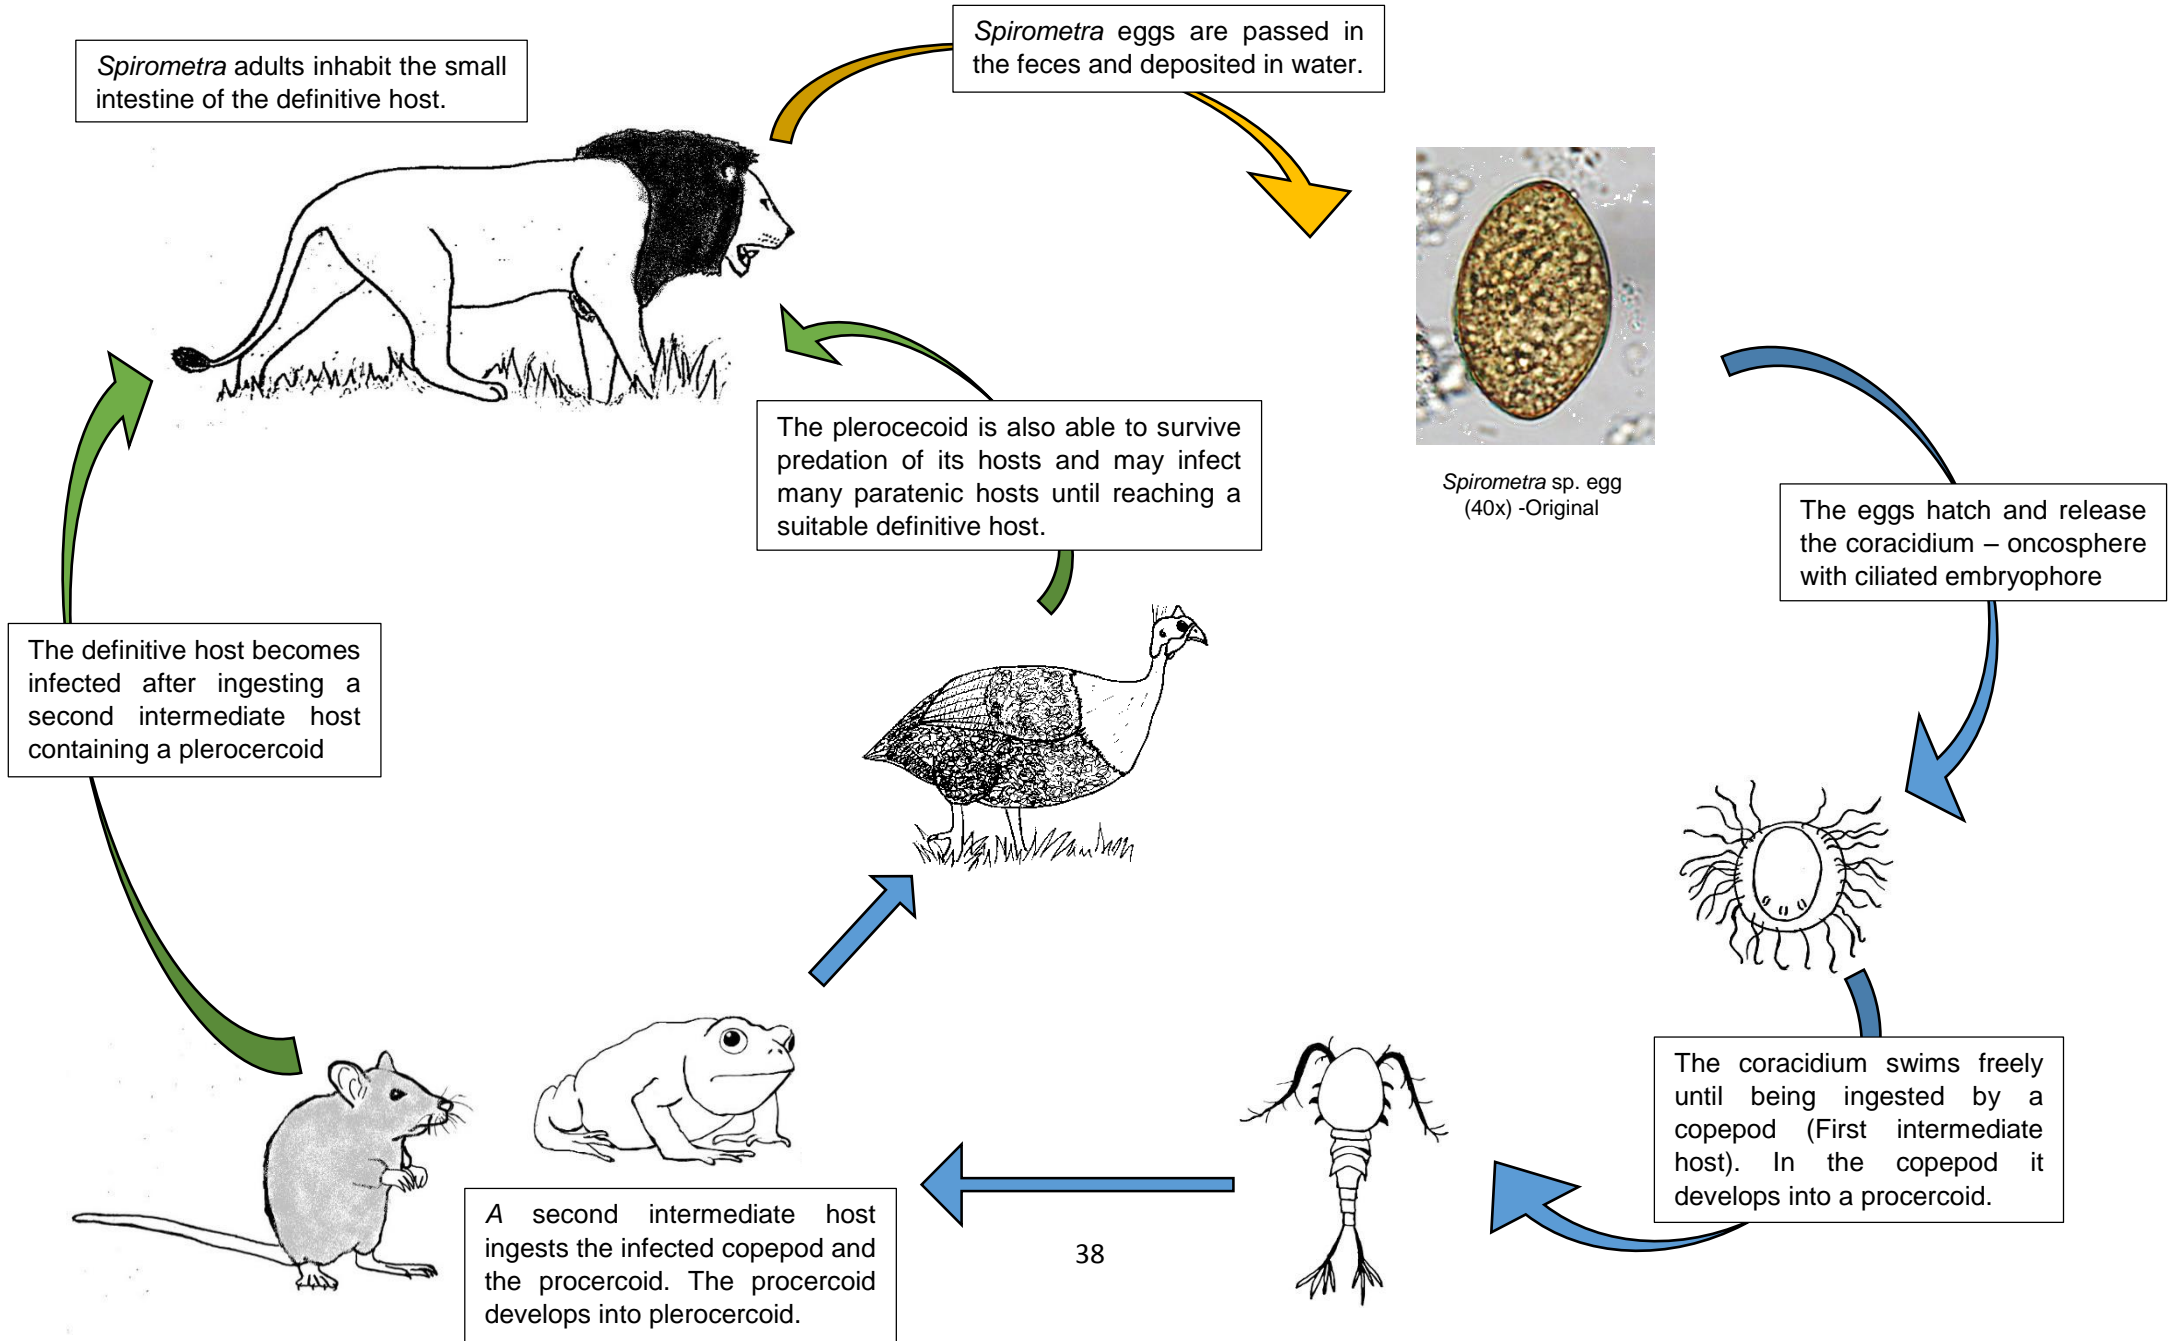 Spirometra adults inhabit the small
intestine of the definitive host.
Spirometra eggs are passed in
the feces and deposited in water.
Spirometra sp. egg
(40x) -Original
The eggs hatch and release
the coracidium – oncosphere
with ciliated embryophore
The coracidium swims freely
until being ingested by a
copepod (First intermediate
host). In the copepod it
develops into a procercoid.
A second intermediate host
ingests the infected copepod and
the procercoid. The procercoid
develops into plerocercoid.
The plerocecoid is also able to survive
predation of its hosts and may infect
many paratenic hosts until reaching a
suitable definitive host.
The definitive host becomes
infected after ingesting a
second intermediate host
containing a plerocercoid
38